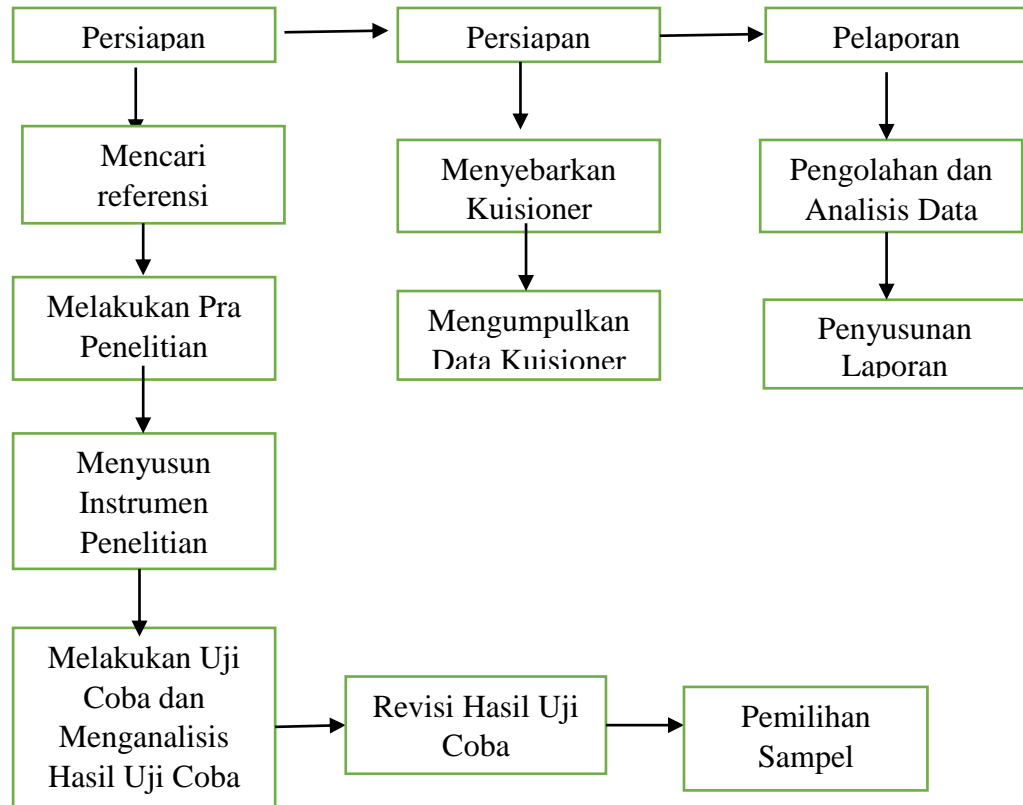 Persiapan
Persiapan
Pelaporan
Mencari
referensi
Menyebarkan
Kuisioner
Pengolahan dan
Analisis Data
Melakukan Pra
Penelitian
Mengumpulkan
Data Kuisioner
Penyusunan
Laporan
Menyusun
Instrumen
Penelitian
Melakukan Uji
Coba dan
Menganalisis
Hasil Uji Coba
Revisi Hasil Uji
Coba
Pemilihan
Sampel